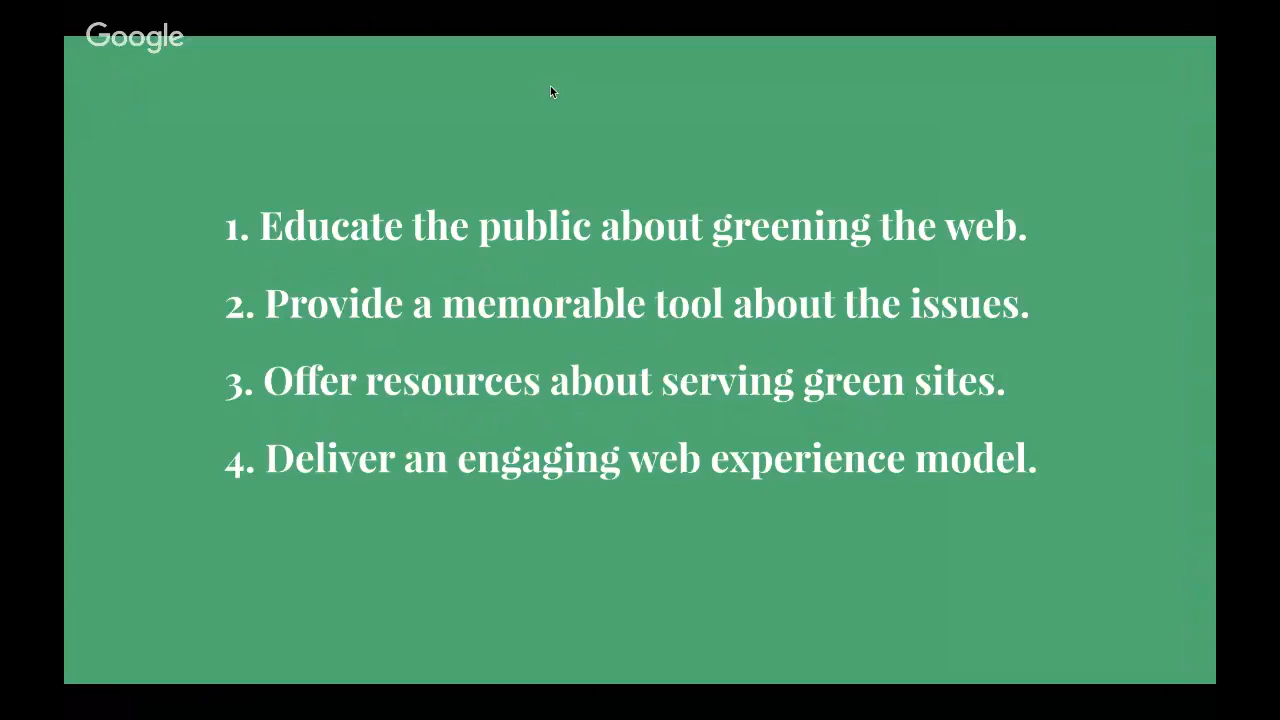 Google
1. Educate the public about greening the web.
2. Provide a memorable tool about the issues.
3. Offer resources about serving green sites.
4. Deliver an engaging web experience model.